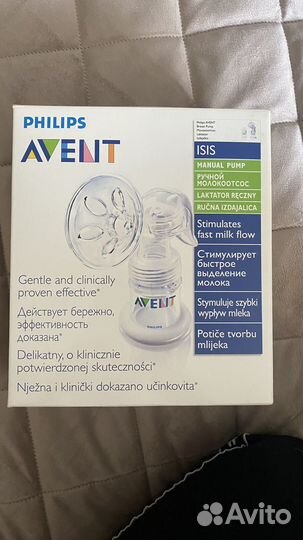 PHILIPS
AVENT
Philips AVENT
ISIS
MANUAL PUMP
РУЧНОЙ
МОЛОКООТСОС
LAKTATOR RĘCZNY
RUČNA IZDAJALICA
Stimulates
fast milk flow
Стимулирует
быстрое
выделение
молока
Stymuluje szybki
wypływ mleka
Potiče tvorbu
mlijeka
Gentle and clinically
proven effective*
Действует бережно,
эффективность
доказана*
Delikatny, o klinicznie
potwierdzonej skuteczności*
Nježna i klinički dokazano učinkovita*
AVENT
Avito